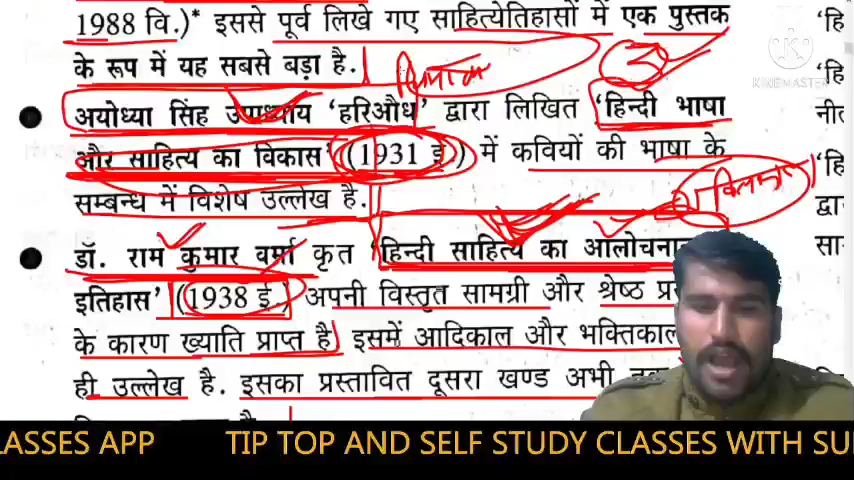 1988 वि.)* इससे पूर्व लिखे गए साहित्येतिहासों में एक पुस्तक
के रूप में यह सबसे बड़ा है.
अयोध्या सिंह उपाध्याय 'हरिऔध' द्वारा लिखित 'हिन्दी भाषा
और साहित्य का विकास' (1931 ई.) में कवियों की भाषा के
सम्बन्ध में विशेष उल्लेख है.
डॉ. राम कुमार वर्मा कृत 'हिन्दी साहित्य का आलोचना
इतिहास' (1938 ई.) अपनी विस्तृत सामग्री और श्रेष्ठ प्र
के कारण ख्याति प्राप्त है इसमें आदिकाल और भक्तिकाल
ही उल्लेख है. इसका प्रस्तावित दूसरा खण्ड अभी तक
'हि
'हि
नीत
'हि
द्वा
सा
KINEMASTER
LASSES APP TIP TOP AND SELF STUDY CLASSES WITH SU